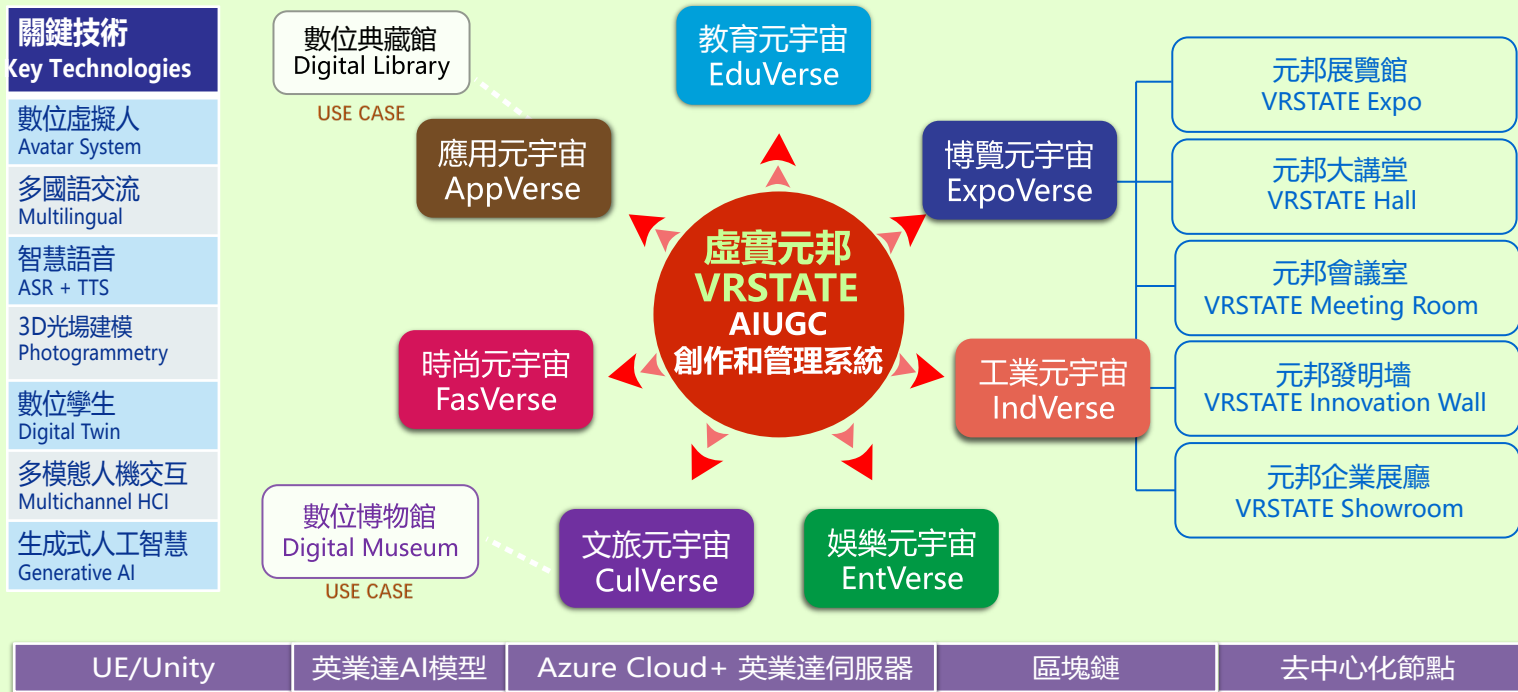 關鍵技術
Key Technologies
數位虛擬人
Avatar System
多國語交流
Multilingual
智慧語音
ASR + TTS
3D光場建模
Photogrammetry
數位孿生
Digital Twin
多模態人機交互
Multichannel HCI
生成式人工智慧
Generative AI
數位典藏館
Digital Library
USE CASE
應用元宇宙
AppVerse
教育元宇宙
EduVerse
博覽元宇宙
ExpoVerse
虛實元邦
VRSTATE
AIUGC
創作和管理系統
時尚元宇宙
FasVerse
工業元宇宙
IndVerse
數位博物館
Digital Museum
USE CASE
文旅元宇宙
CulVerse
娛樂元宇宙
EntVerse
元邦展覽館
VRSTATE Expo
元邦大講堂
VRSTATE Hall
元邦會議室
VRSTATE Meeting Room
元邦發明墻
VRSTATE Innovation Wall
元邦企業展廳
VRSTATE Showroom
UE/Unity
英業達AI模型
Azure Cloud+ 英業達伺服器
區塊鏈
去中心化節點